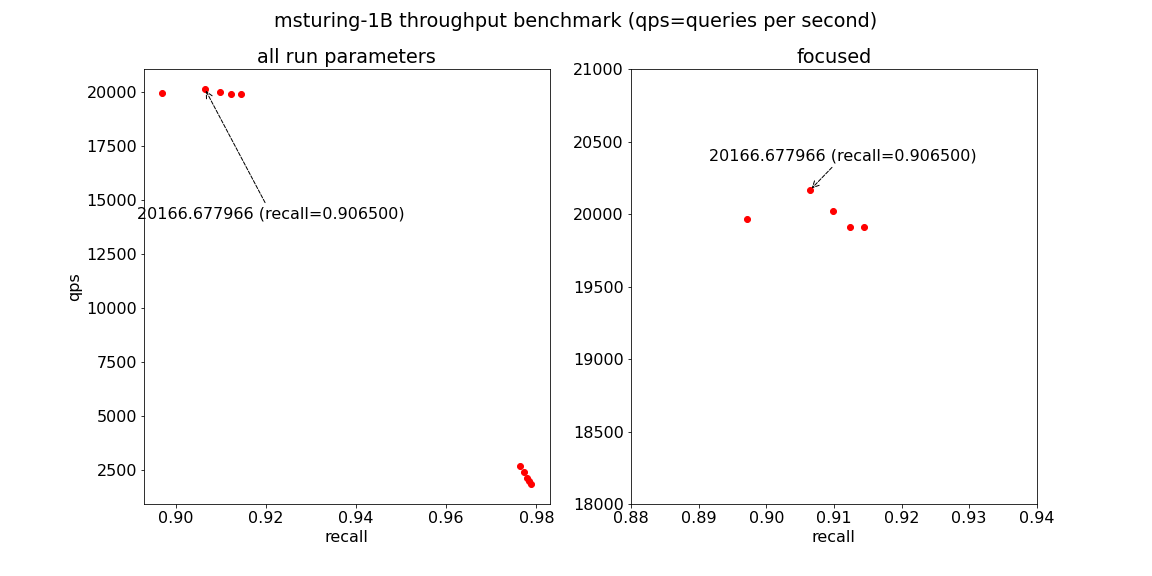 msturing-1B throughput benchmark (qps=queries per second)
all run parameters
20000
17500
15000
12500
10000
7500
5000
2500
qps
20166.677966 (recall=0.906500)
0.90 0.92 0.94 0.96 0.98
recall
focused
21000
20500
20000
19500
19000
18500
18000
20166.677966 (recall=0.906500)
0.88 0.89 0.90 0.91 0.92 0.93 0.94
recall